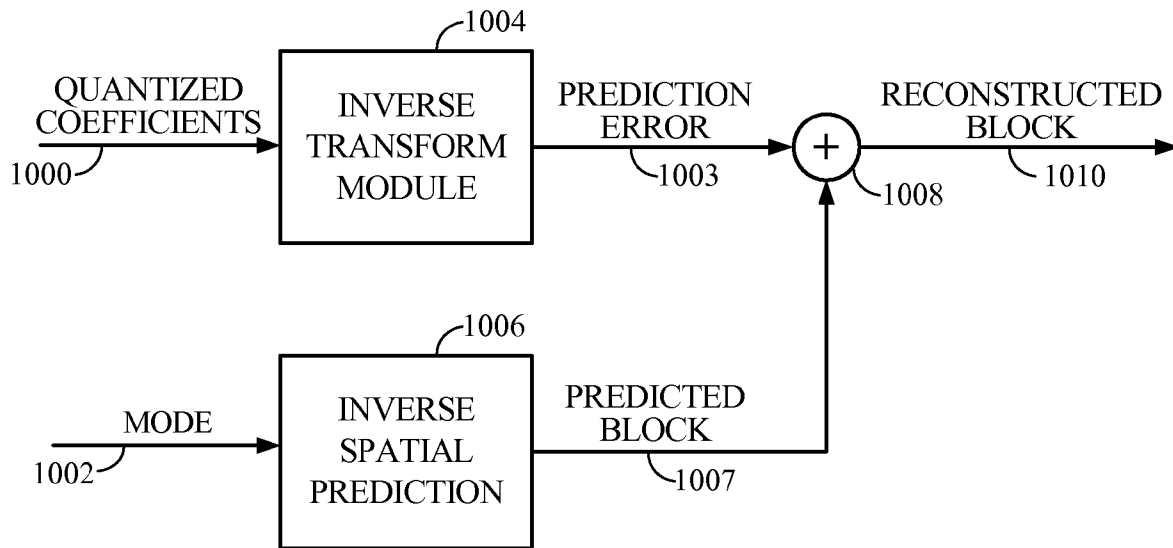 1004
QUANTIZED
COEFFICIENTS
1000
INVERSE
TRANSFORM
MODULE
PREDICTION
ERROR
1003
+
1008
RECONSTRUCTED
BLOCK
1010
1006
MODE
1002
INVERSE
SPATIAL
PREDICTION
PREDICTED
BLOCK
1007